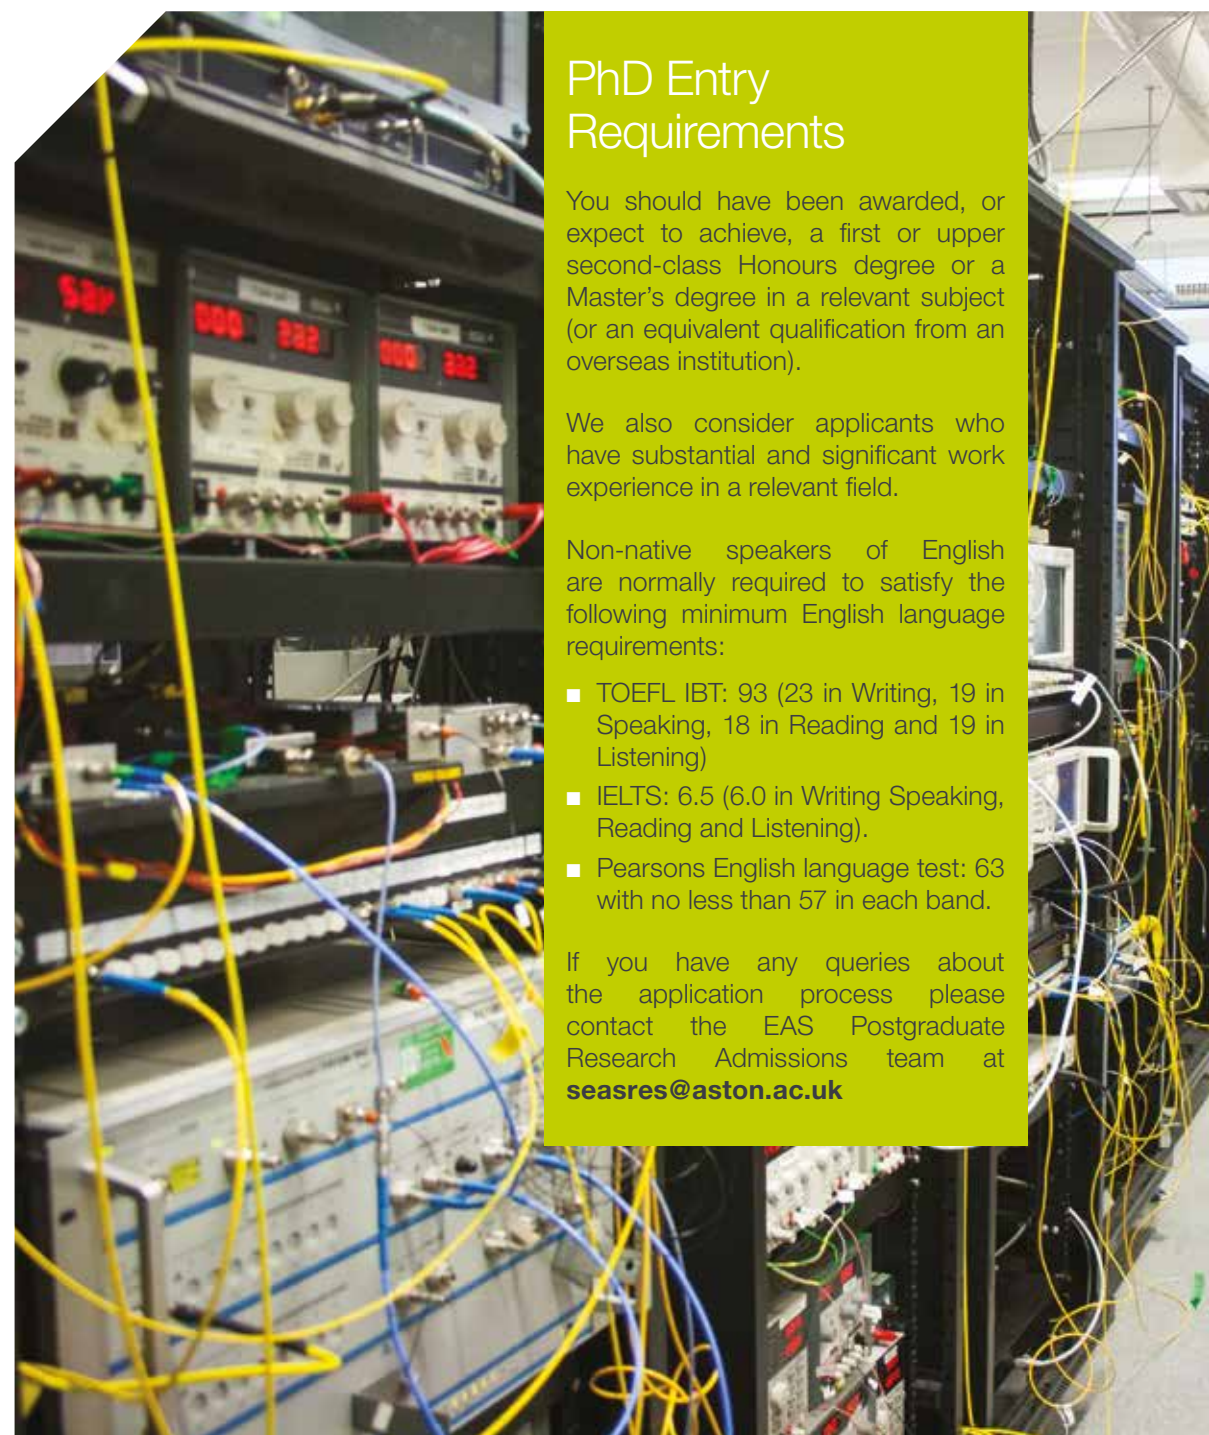 PhD Entry
Requirements
You should have been awarded, or
expect to achieve, a first or upper
second-class Honours degree or a
Master's degree in a relevant subject
(or an equivalent qualification from an
overseas institution).
We also consider applicants who
have substantial and significant work
experience in a relevant field.
Non-native speakers of English
are normally required to satisfy the
following minimum English language
requirements:
■ TOEFL IBT: 93 (23 in Writing, 19 in
Speaking, 18 in Reading and 19 in
Listening)
■ IELTS: 6.5 (6.0 in Writing Speaking,
Reading and Listening).
■ Pearsons English language test: 63
with no less than 57 in each band.
If you have any queries about
the application process please
contact the EAS Postgraduate
Research Admissions team at
seasres@aston.ac.uk